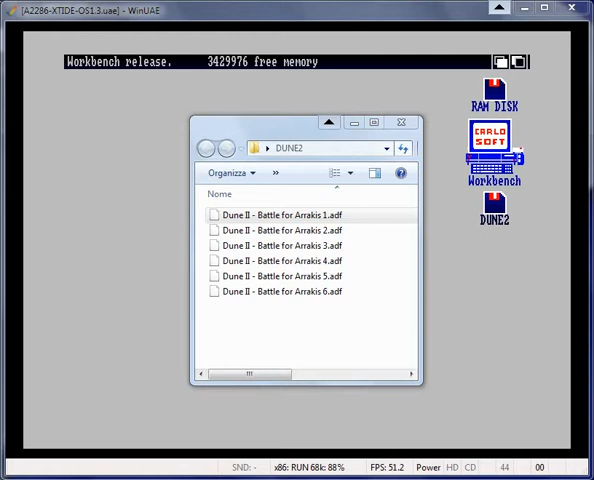 [A2286-XTIDE-OS1.3.uae] - WinUAE
Workbench release. 3429976 free memory
RAM DISK
CARLO
SOFT
Workbench
DUNE2
DUNE2
Organizza
»
Nome
Dune II - Battle for Arrakis 1.adf
Dune II - Battle for Arrakis 2.adf
Dune II - Battle for Arrakis 3.adf
Dune II - Battle for Arrakis 4.adf
Dune II - Battle for Arrakis 5.adf
Dune II - Battle for Arrakis 6.adf
SND: - x86: RUN 68k: 88% FPS: 51.2 Power HD CD 44 00